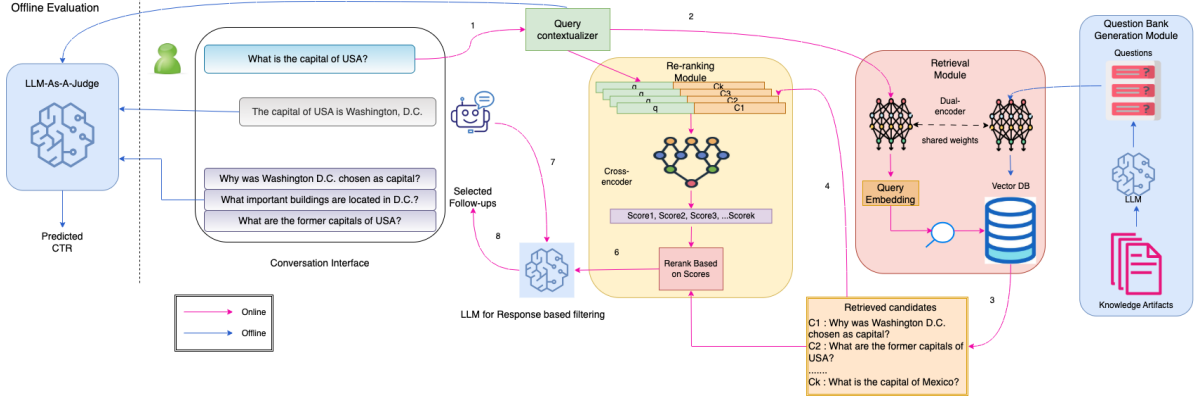 Offline Evaluation
LLM-As-A-Judge
Predicted
CTR
What is the capital of USA?
The capital of USA is Washington, D.C.
Why was Washington D.C. chosen as capital?
What important buildings are located in D.C.?
What are the former capitals of USA?
Conversation Interface
Online
Offline
1
Query
contextualizer
2
Selected
Follow-ups
7
8
6
LLM for Response based filtering
Re-ranking
Module
q
Ck
q
C3
q
C2
q
C1
Cross-
encoder
Score1, Score2, Score3, ...Scorek
Rerank Based
on Scores
4
Retrieval
Module
Dual-
encoder
shared weights
Query
Embedding
Vector DB
3
Retrieved candidates
C1 : Why was Washington D.C.
chosen as capital?
C2 : What are the former capitals of
USA?
.......
Ck : What is the capital of Mexico?
Question Bank
Generation Module
Questions
? 
?
?
LLM
Knowledge Artifacts